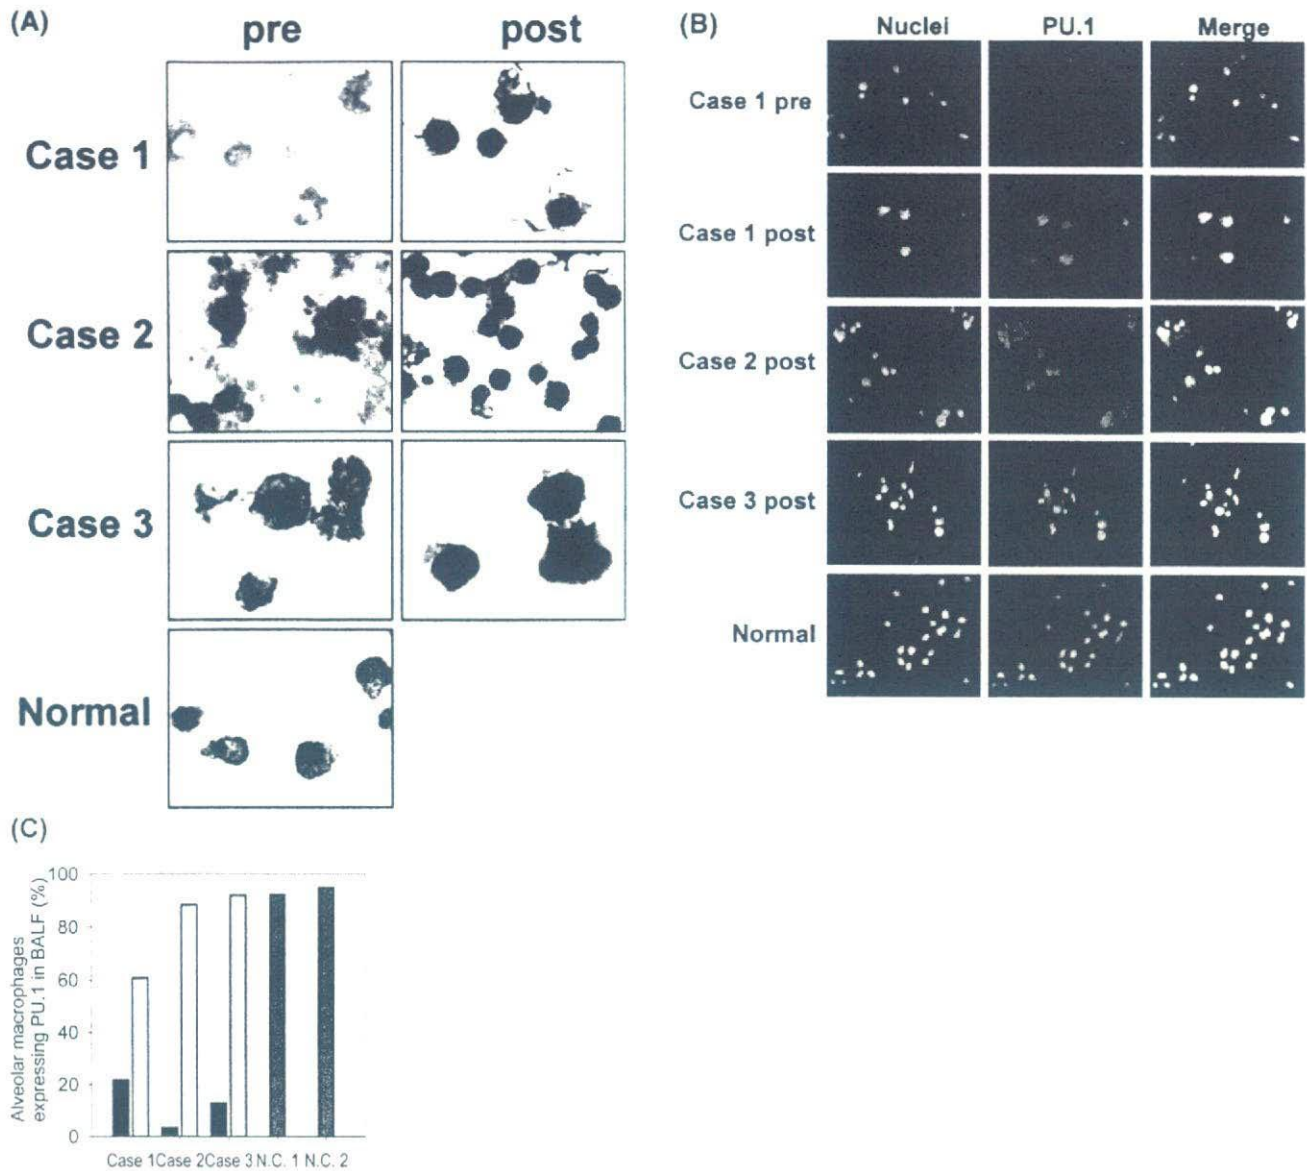 (A)
pre post
Case 1
Case 2
Case 3
Normal
(B)
Nuclei PU.1 Merge
Case 1 pre
Case 1 post
Case 2 post
Case 3 post
Normal
(C)
Alveolar macrophages
expressing PU.1 in BALF (%)
100
80
60
40
20
0
Case 1 Case 2 Case 3 N.C. 1 N.C. 2